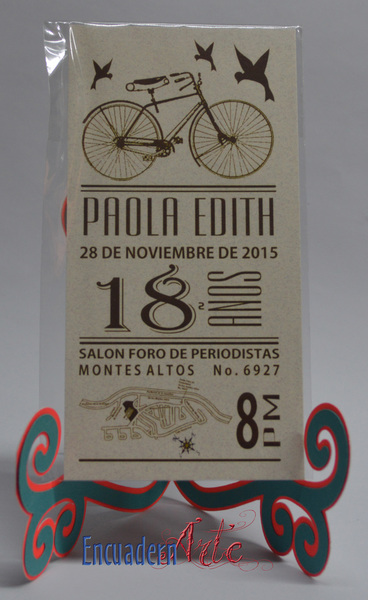 PAOLA EDITH
28 DE NOVIEMBRE DE 2015
18 AÑOS
SALON FORO DE PERIODISTAS
MONTES ALTOS No. 6927
8 PM
EncuadernArtc